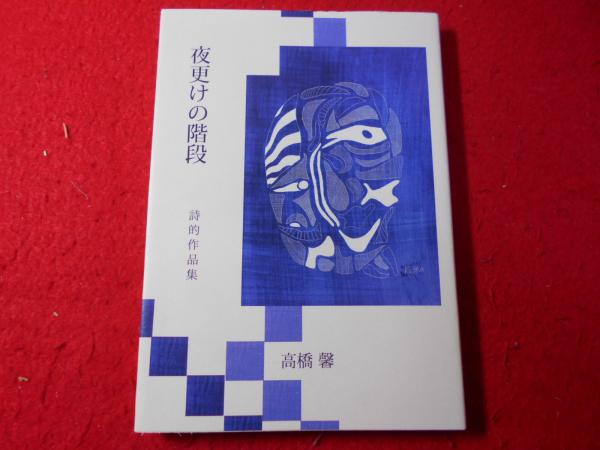 夜更けの階段
詩的作品集
高橋 馨